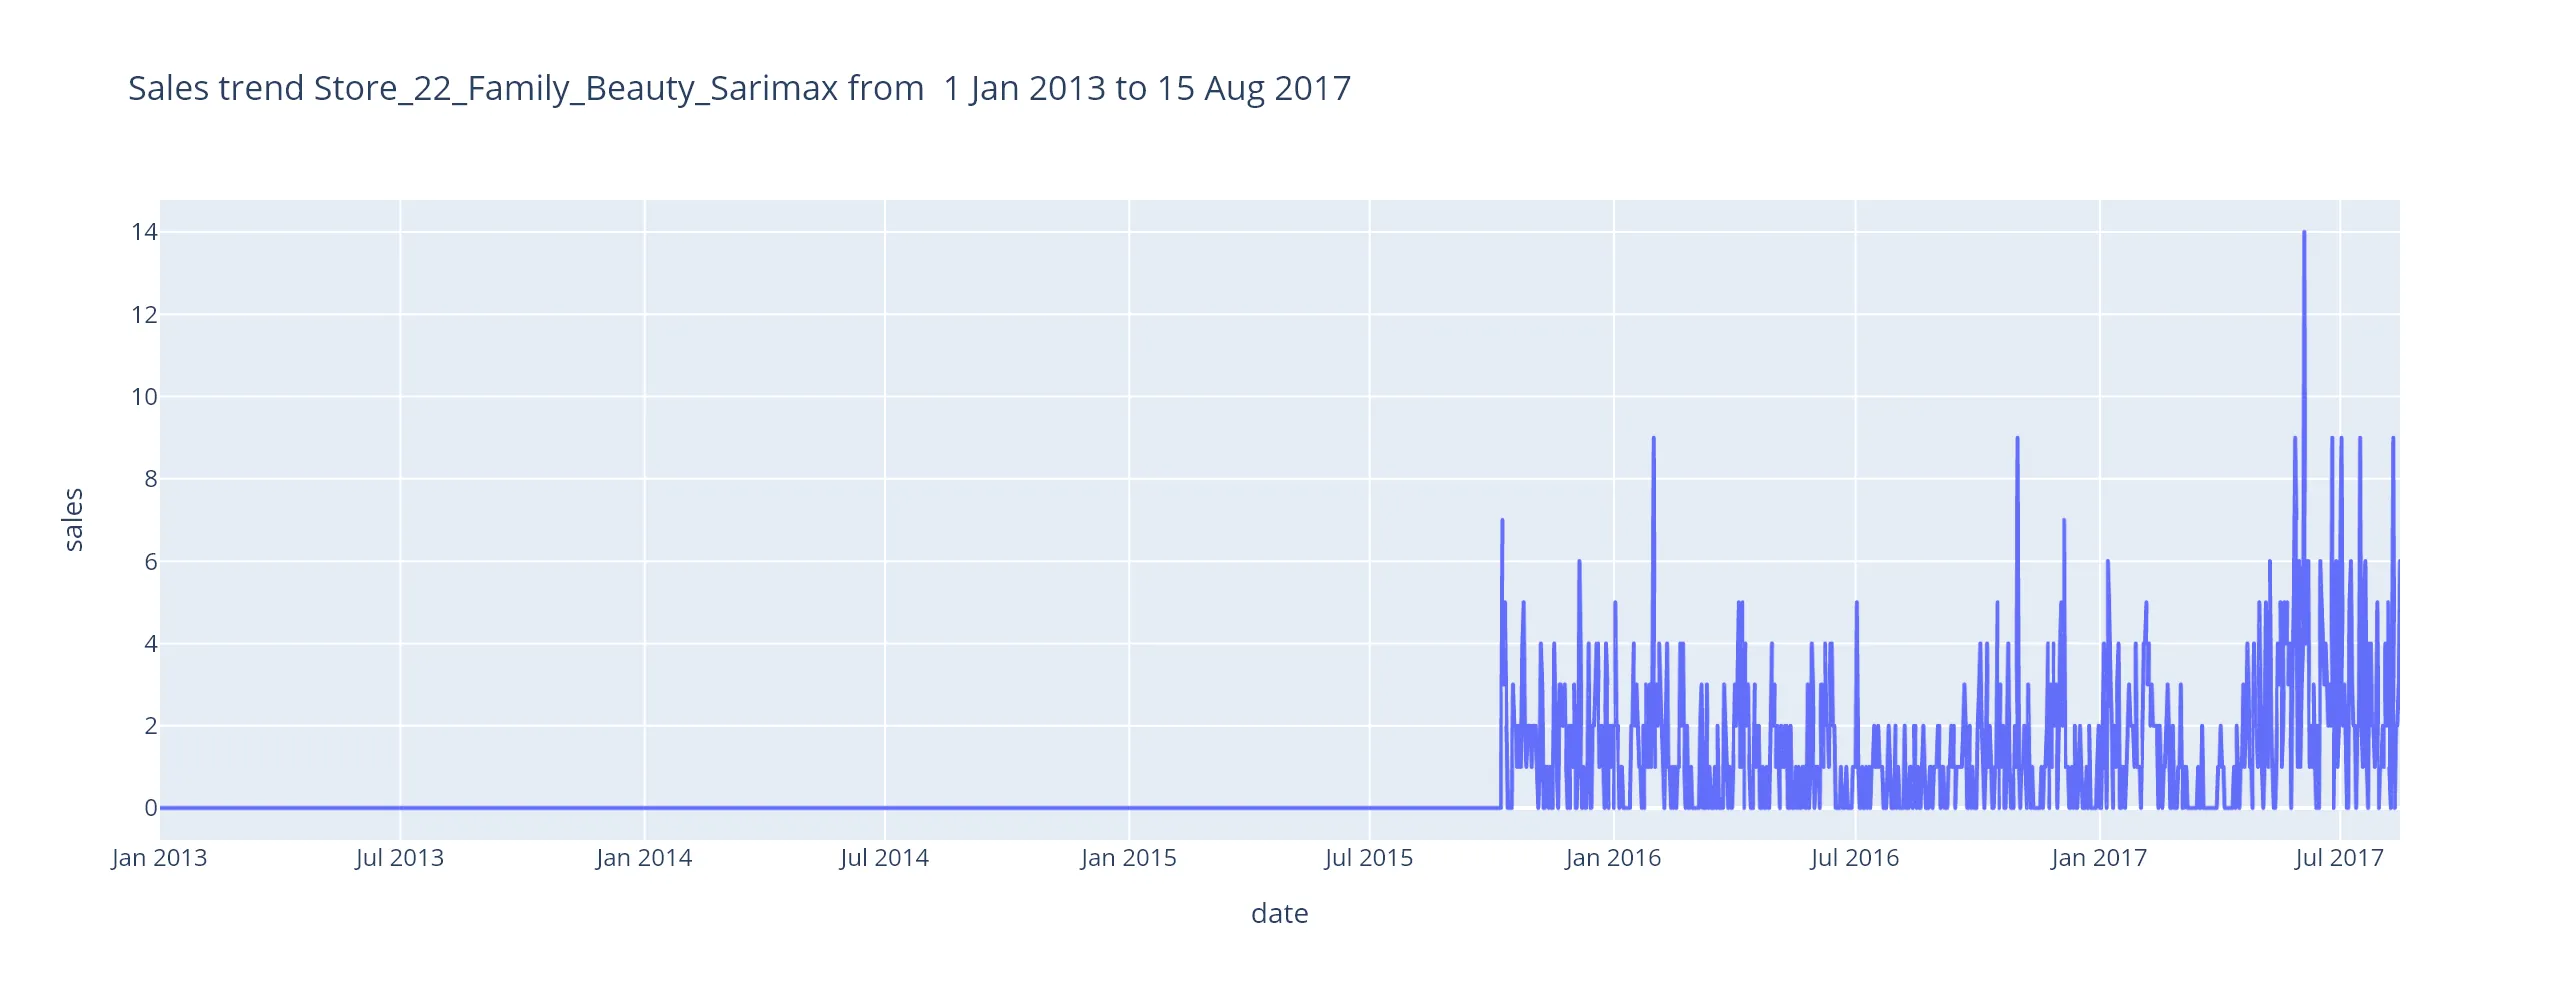 Sales trend Store_22_Family_Beauty_Sarimax from  1 Jan 2013 to 15 Aug 2017
14
12
10
8
6
4
2
0
sales
Jan 2013 Jul 2013 Jan 2014 Jul 2014 Jan 2015 Jul 2015 Jan 2016 Jul 2016 Jan 2017 Jul 2017
date